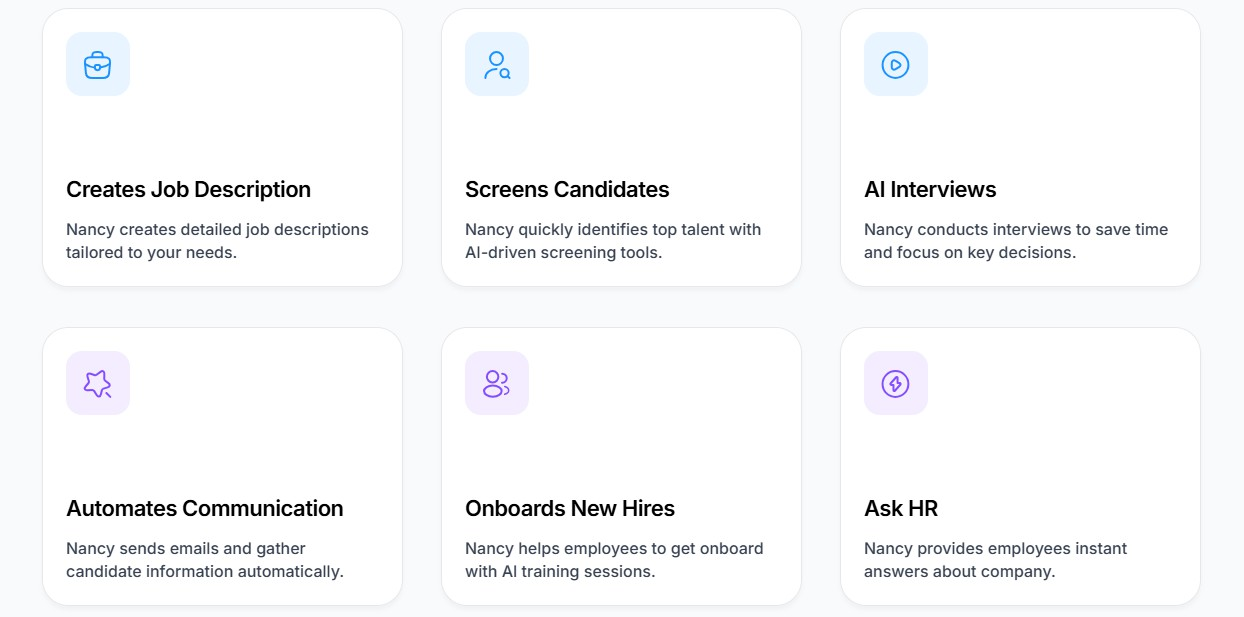 Creates Job Description
Nancy creates detailed job descriptions
tailored to your needs.
Screens Candidates
Nancy quickly identifies top talent with
AI-driven screening tools.
AI Interviews
Nancy conducts interviews to save time
and focus on key decisions.
Automates Communication
Nancy sends emails and gather
candidate information automatically.
Onboards New Hires
Nancy helps employees to get onboard
with AI training sessions.
Ask HR
Nancy provides employees instant
answers about company.